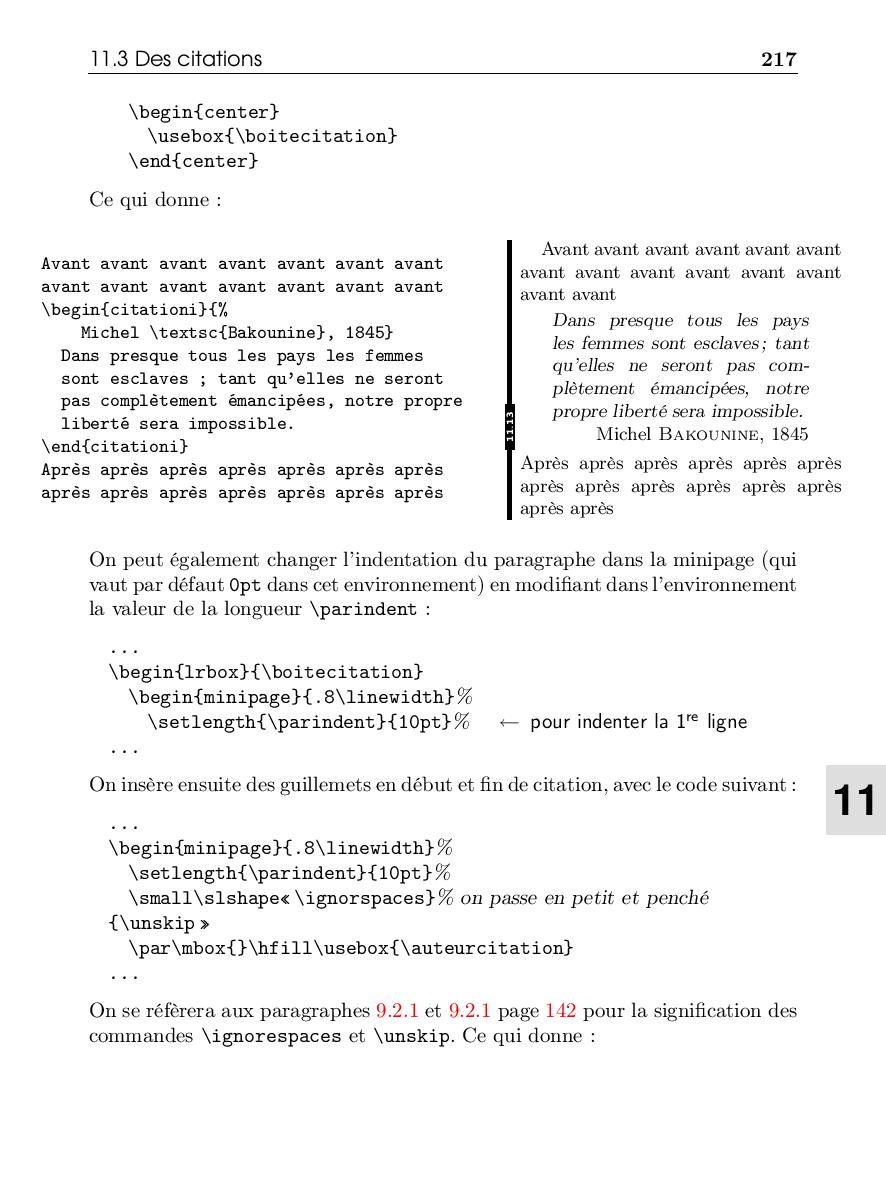 11.3 Des citations 217
\begin{center}
\usebox{\boitecitation}
\end{center}
Ce qui donne :
Avant avant avant avant avant avant avant
avant avant avant avant avant avant avant
\begin{citationi}{%
Michel \textsc{Bakounine}, 1845}
Dans presque tous les pays les femmes
sont esclaves ; tant qu'elles ne seront
pas complètement émancipées, notre propre
liberté sera impossible.
\end{citationi}
Après après après après après après après
après après après après après après après
11.13
Avant avant avant avant avant avant
avant avant avant avant avant avant
avant avant
Dans presque tous les pays
les femmes sont esclaves ; tant
qu'elles ne seront pas com-
plètement émancipées, notre
propre liberté sera impossible.
Michel BAKOUNINE, 1845
Après après après après après après
après après après après après après
après après
On peut également changer l'indentation du paragraphe dans la minipage (qui
vaut par défaut 0pt dans cet environnement) en modifiant dans l'environnement
la valeur de la longueur \parindent :
...
\begin{lrbox}{\boitecitation}
\begin{minipage}{.8\linewidth}%
\setlength{\parindent}{10pt}% ← pour indenter la 1re ligne
...
On insère ensuite des guillemets en début et fin de citation, avec le code suivant :
11
...
\begin{minipage}{.8\linewidth}%
\setlength{\parindent}{10pt}%
\small\slshape« \ignorspaces}% on passe en petit et penché
{\unskip »
\par\mbox{}\hfill\usebox{\auteurcitation}
...
On se réfèrera aux paragraphes 9.2.1 et 9.2.1 page 142 pour la signification des
commandes \ignorespaces et \unskip. Ce qui donne :